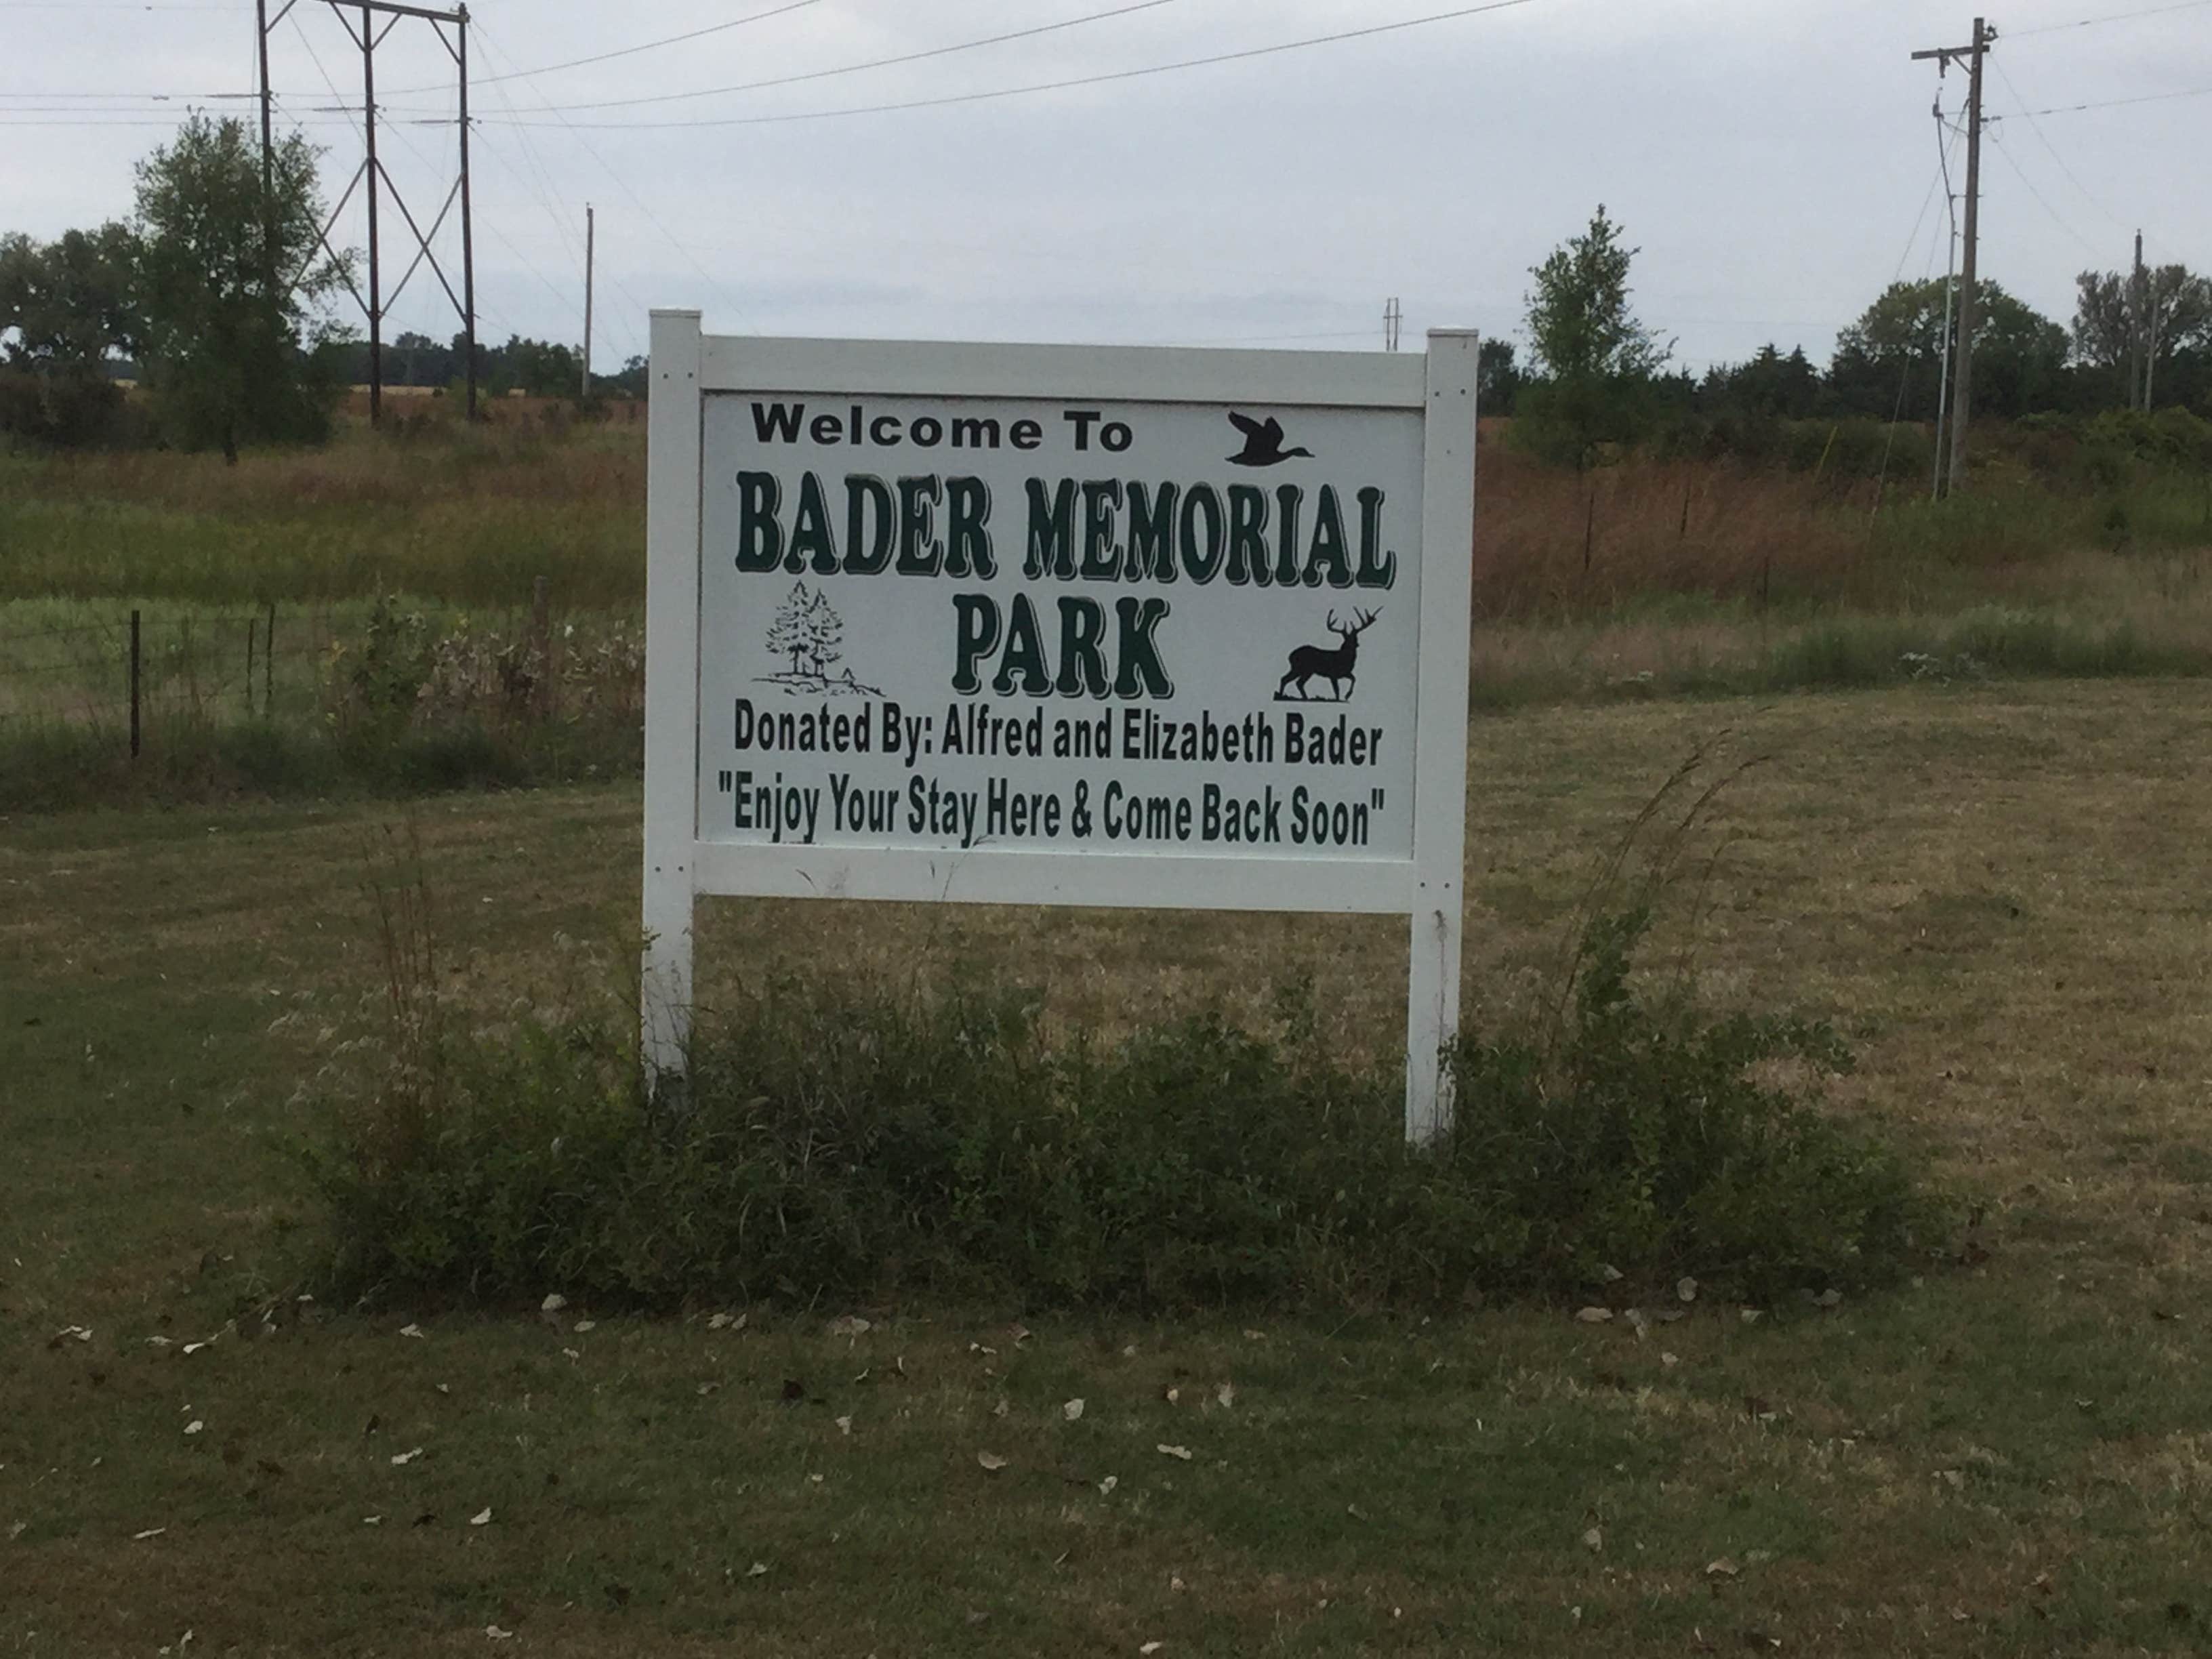 Welcome To
BADER MEMORIAL
PARK
Donated By: Alfred and Elizabeth Bader
"Enjoy Your Stay Here & Come Back Soon"